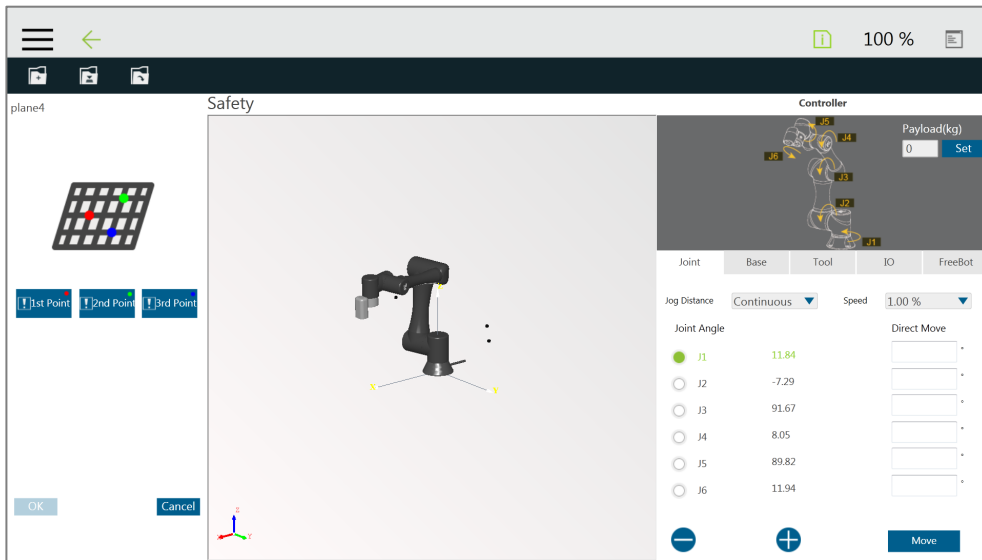 100 %
plane4
Safety
Controller
J5
J4
J6
J3
J2
J1
Payload(kg)
0
Set
Joint
Base
Tool
IO
FreeBot
1st Point
2nd Point
3rd Point
Jog Distance
Continuous
Speed
1.00 %
Joint Angle
Direct Move
J1
11.84
°
J2
-7.29
°
J3
91.67
°
J4
8.05
°
J5
89.82
°
J6
11.94
°
OK
Cancel
Move